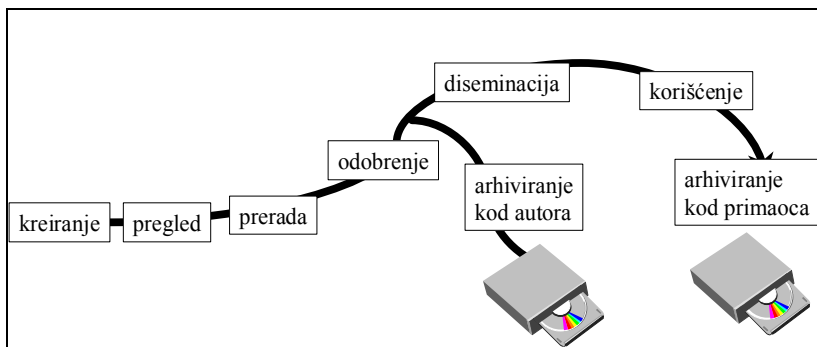 kreiranje
pregled
prerada
odobrenje
diseminacija
korišćenje
arhiviranje
kod autora
arhiviranje
kod primaoca